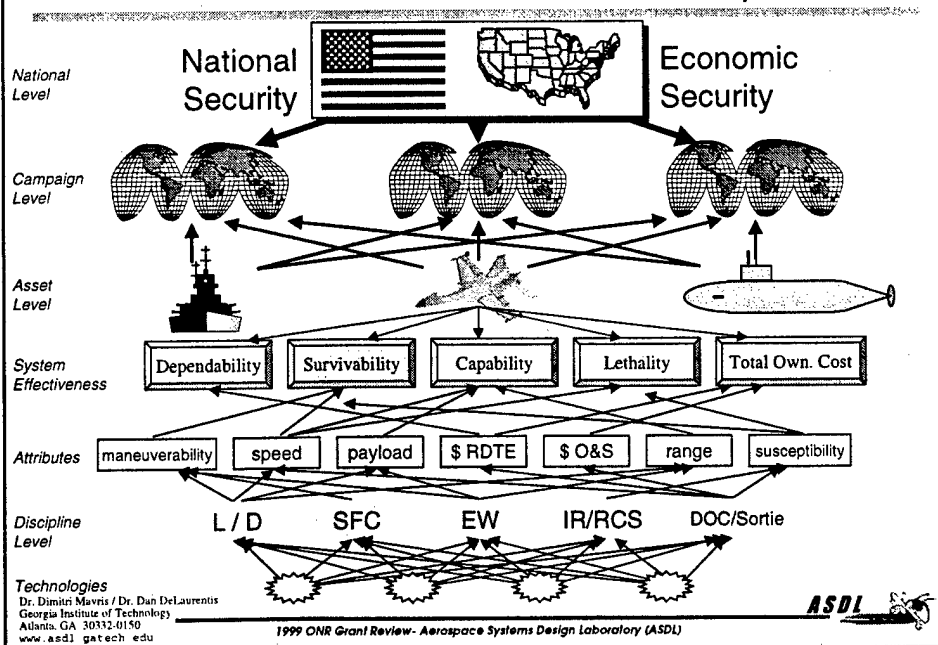 National
Security
Economic
Security
National
Level
Campaign
Level
Asset
Level
System
Effectiveness
Dependability
Survivability
Capability
Lethality
Total Own. Cost
Attributes
maneuverability
speed
payload
$ RDTE
$ O&S
range
susceptibility
Discipline
Level
L / D
SFC
EW
IR/RCS
DOC/Sortie
Technologies
Dr. Dimitri Mavris / Dr. Dan DeLaurentis
Georgia Institute of Technology
Atlanta, GA 30332-0150
www.asdl gatech edu
1999 ONR Grant Review- Aerospace Systems Design Laboratory (ASDL)
ASDL